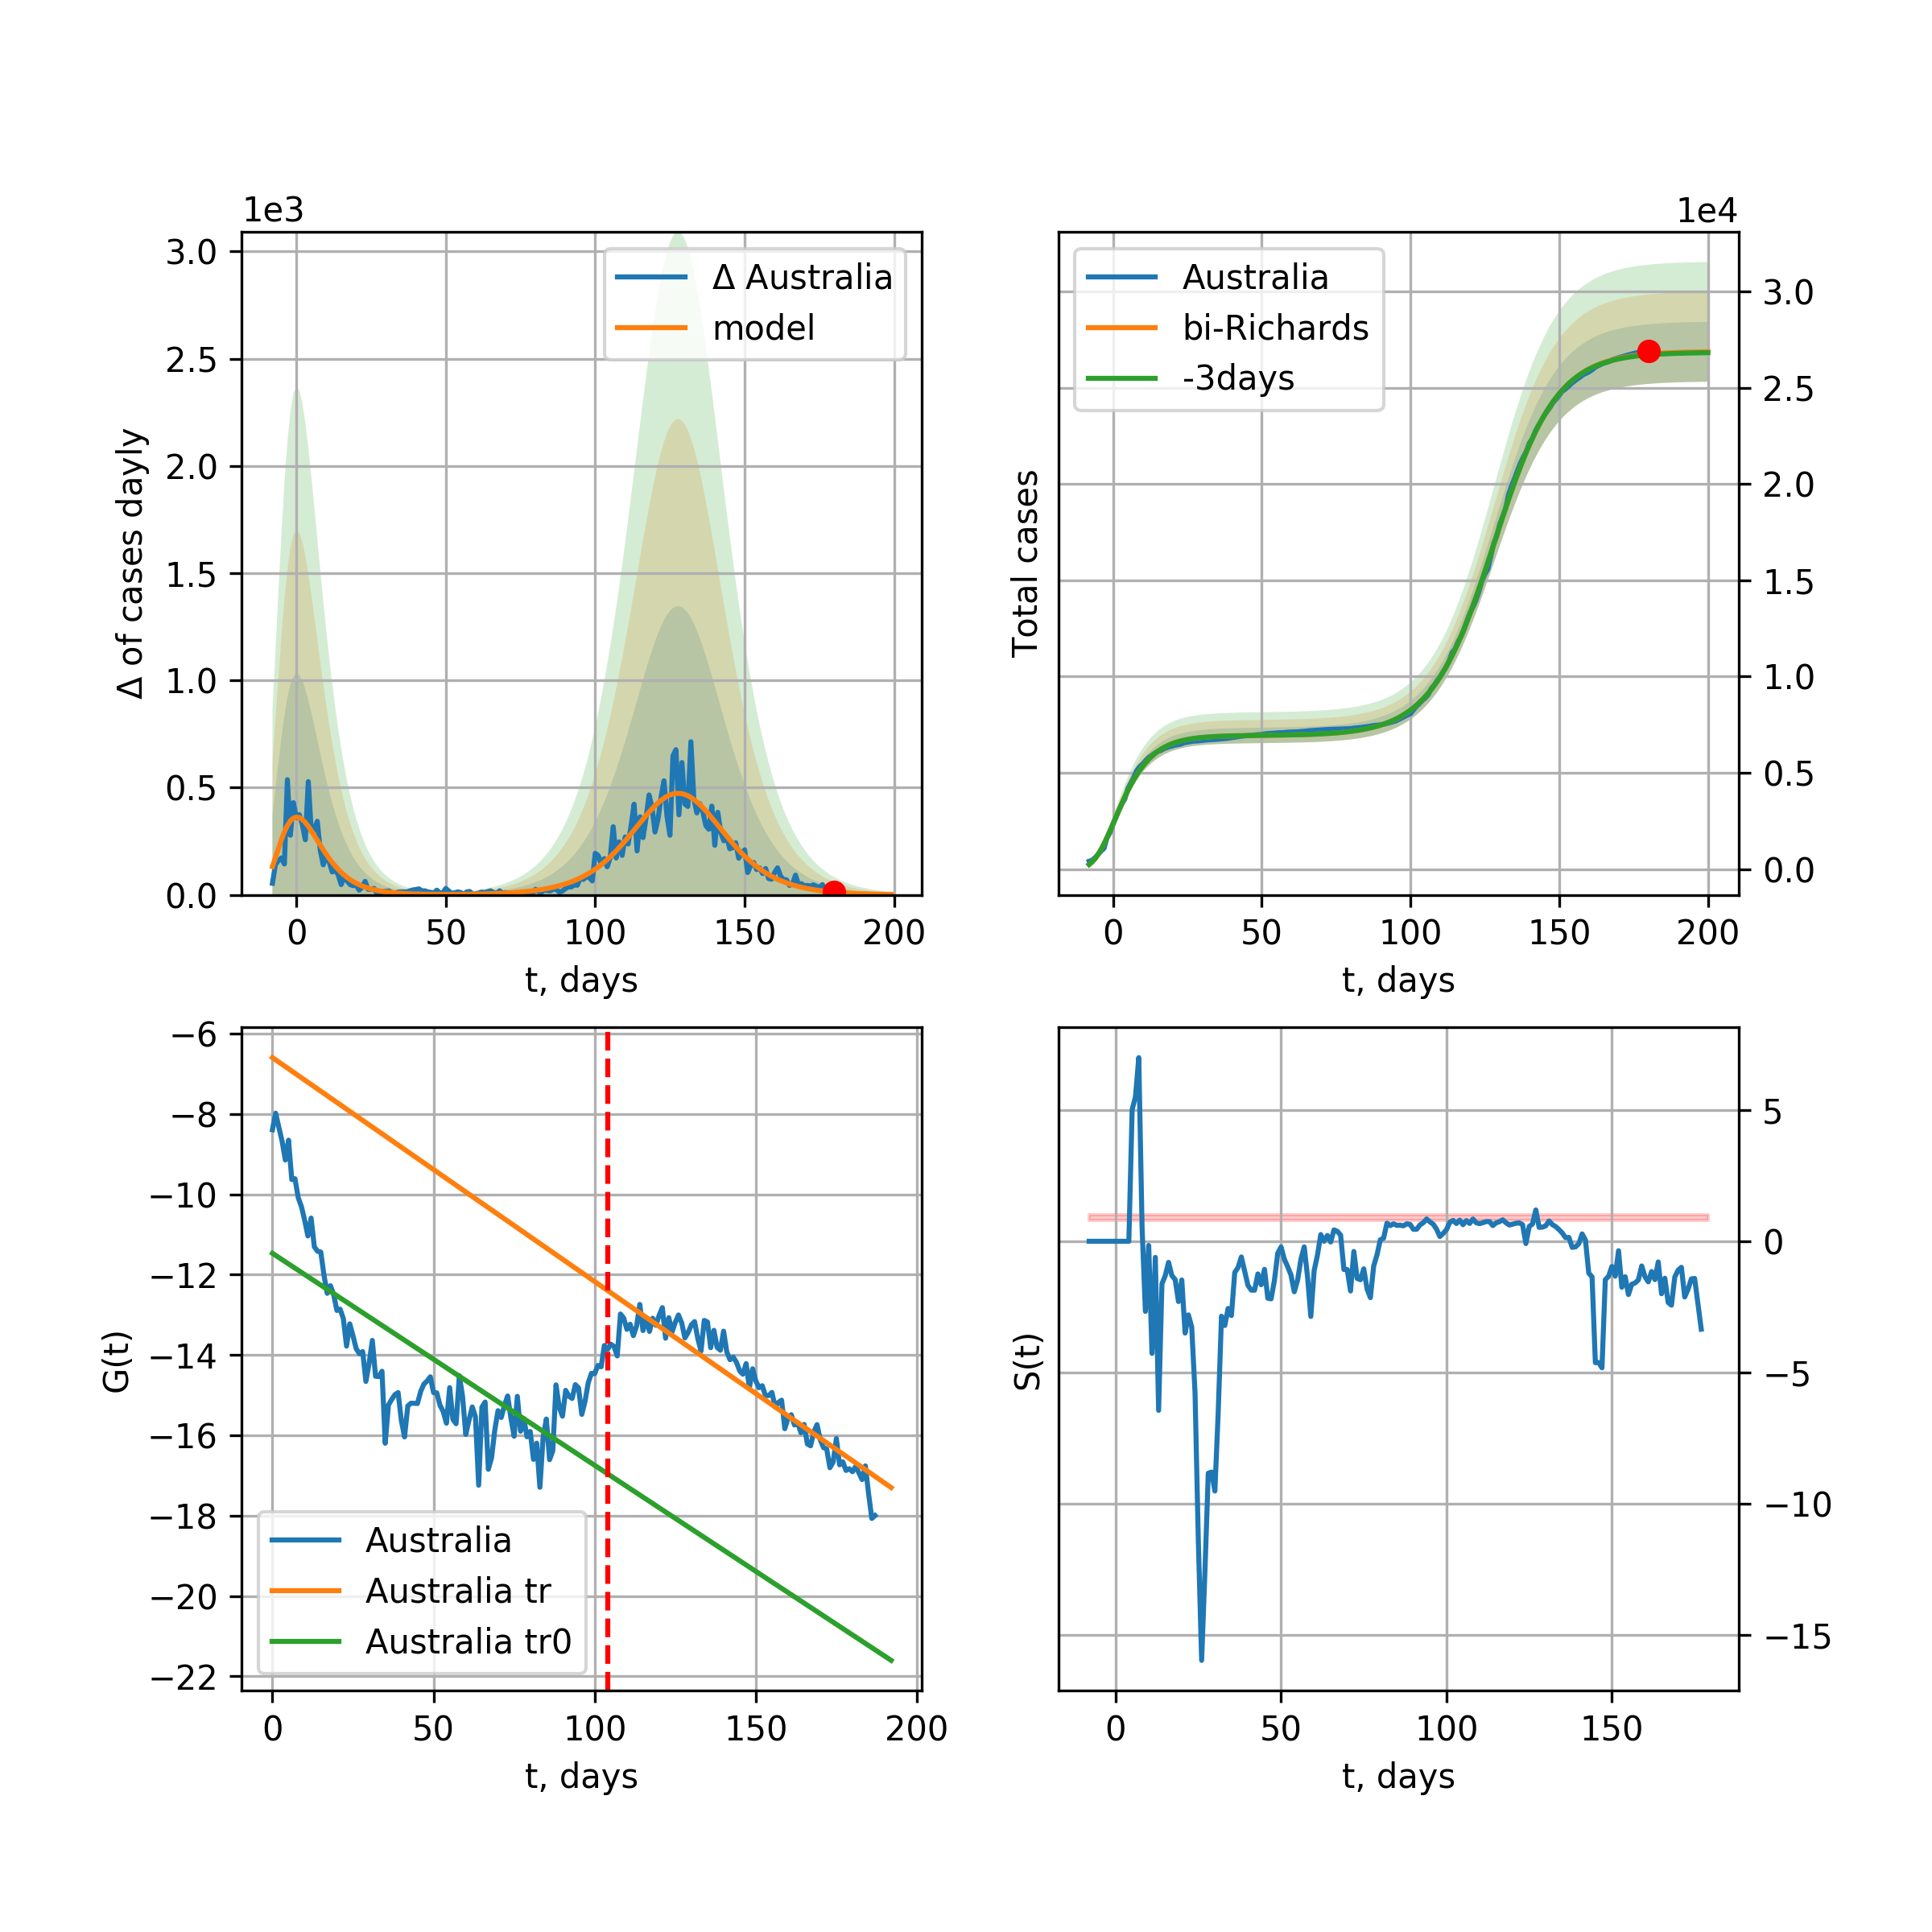 1e3
3.0
2.5
2.0
1.5
1.0
0.5
0.0
Δ of cases dayly
Δ Australia
model
0 50 100 150 200
t, days
1e4
3.0
2.5
2.0
1.5
1.0
0.5
0.0
Total cases
Australia
bi-Richards
-3days
0 50 100 150 200
t, days
−6
−8
−10
−12
−14
−16
−18
−20
−22
G(t)
Australia
Australia tr
Australia tr0
0 50 100 150 200
t, days
5
0
−5
−10
−15
S(t)
0 50 100 150
t, days